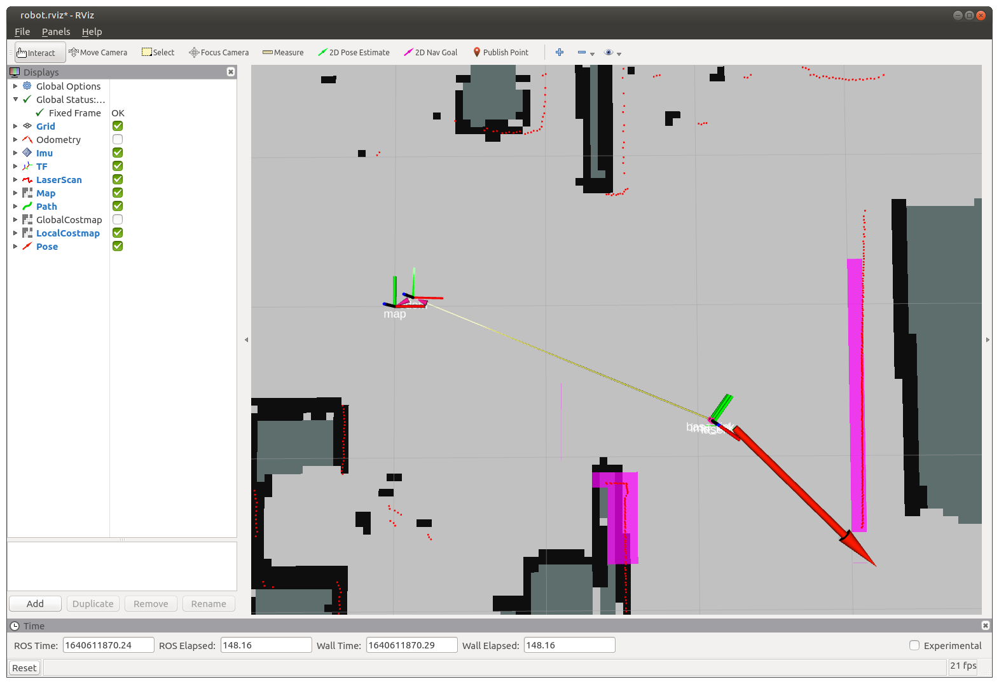 robot.rviz* - RViz
File Panels Help
Interact Move Camera Select Focus Camera Measure 2D Pose Estimate 2D Nav Goal Publish Point
Displays
Global Options
Global Status:...
Fixed Frame OK
Grid
Odometry
Imu
TF
LaserScan
Map
Path
GlobalCostmap
LocalCostmap
Pose
map
Add Duplicate Remove Rename
Time
ROS Time: 1640611870.24 ROS Elapsed: 148.16 Wall Time: 1640611870.29 Wall Elapsed: 148.16 Experimental
Reset 21 fps